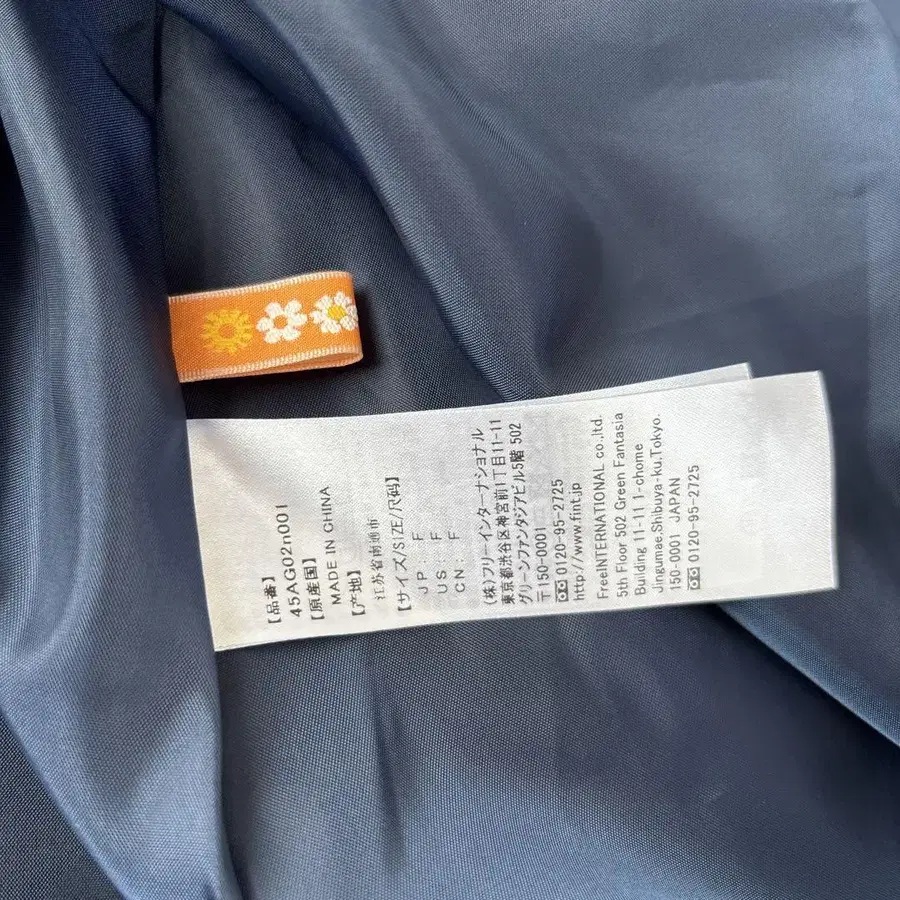 【品番】
45AG02n001
【原産国】
MADE IN CHINA
【产地】
江苏省南通市
【サイズ/SIZE/尺码】
JP: F
US: F
CN: F
(株)フリーインターナショナル
東京都渋谷区神宮前1丁目11-11
グリーンファンタジアビル5階 502
〒150-0001
0120-95-2725
http://www.fint.jp
FreeINTERNATIONAL co.,ltd.
5th Floor 502 Green Fantasia
Building 11-11 1-chome
Jingumae,Shibuya-ku,Tokyo.
150-0001 JAPAN
0120-95-2725